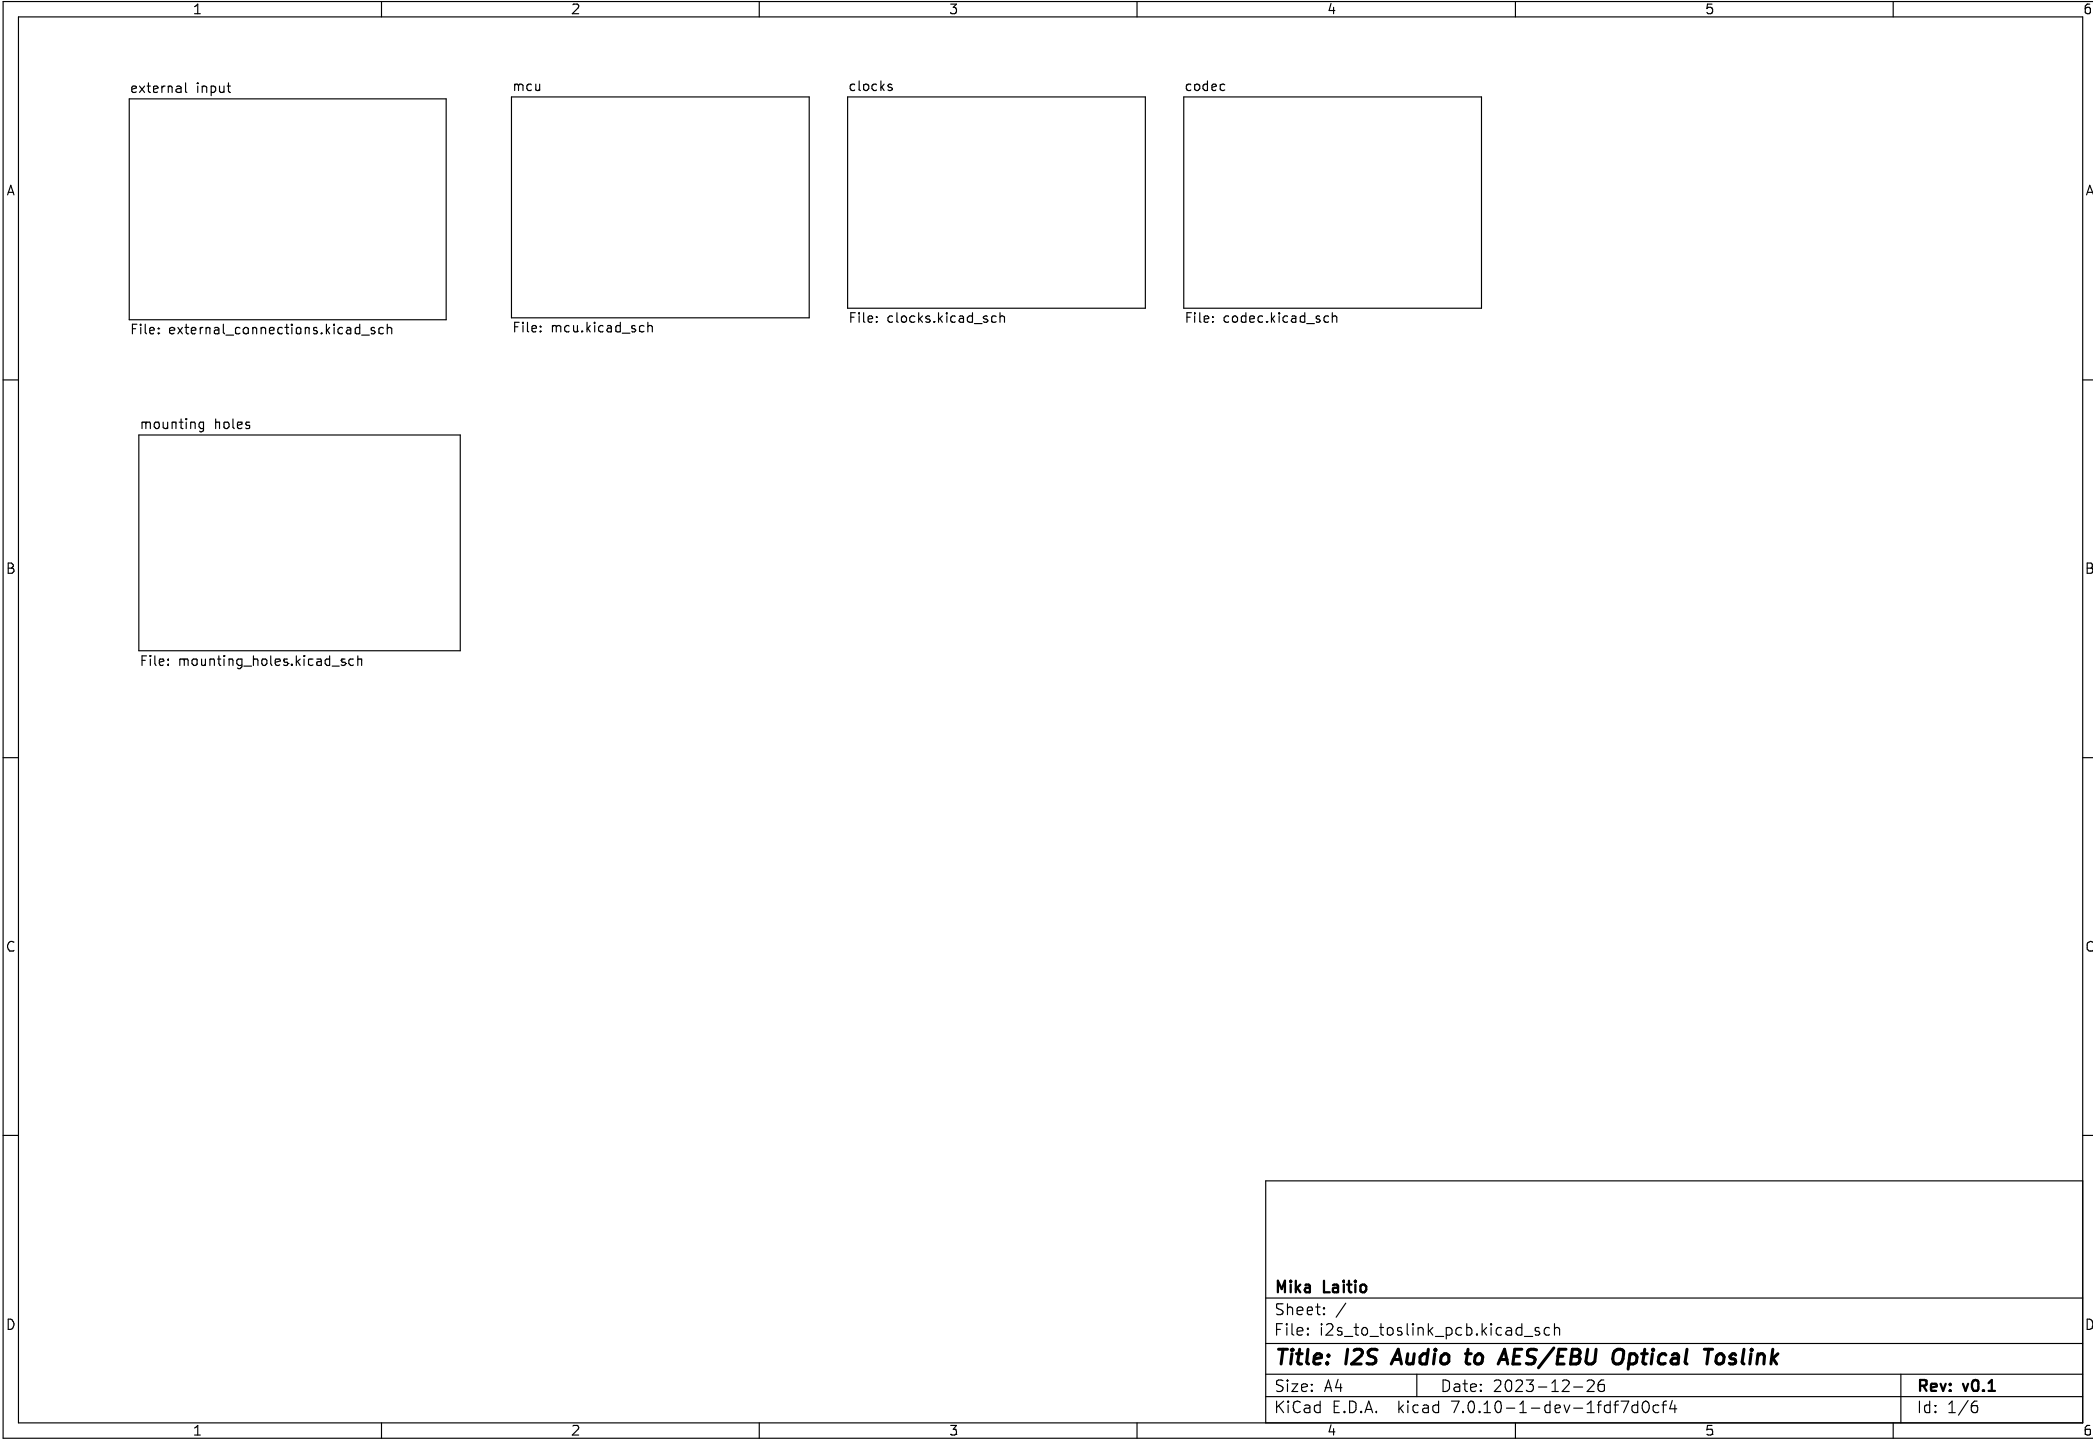 1 2 3 4 5 6
external input
mcu
clocks
codec
A A
File: external_connections.kicad_sch
File: mcu.kicad_sch
File: clocks.kicad_sch
File: codec.kicad_sch
mounting holes
B B
File: mounting_holes.kicad_sch
C C
Mika Laitio
Sheet: /
File: i2s_to_toslink_pcb.kicad_sch
D D
Title: I2S Audio to AES/EBU Optical Toslink
Size: A4 Date: 2023-12-26 Rev: v0.1
KiCad E.D.A. kicad 7.0.10-1-dev-1fdf7d0cf4 Id: 1/6
1 2 3 4 5 6